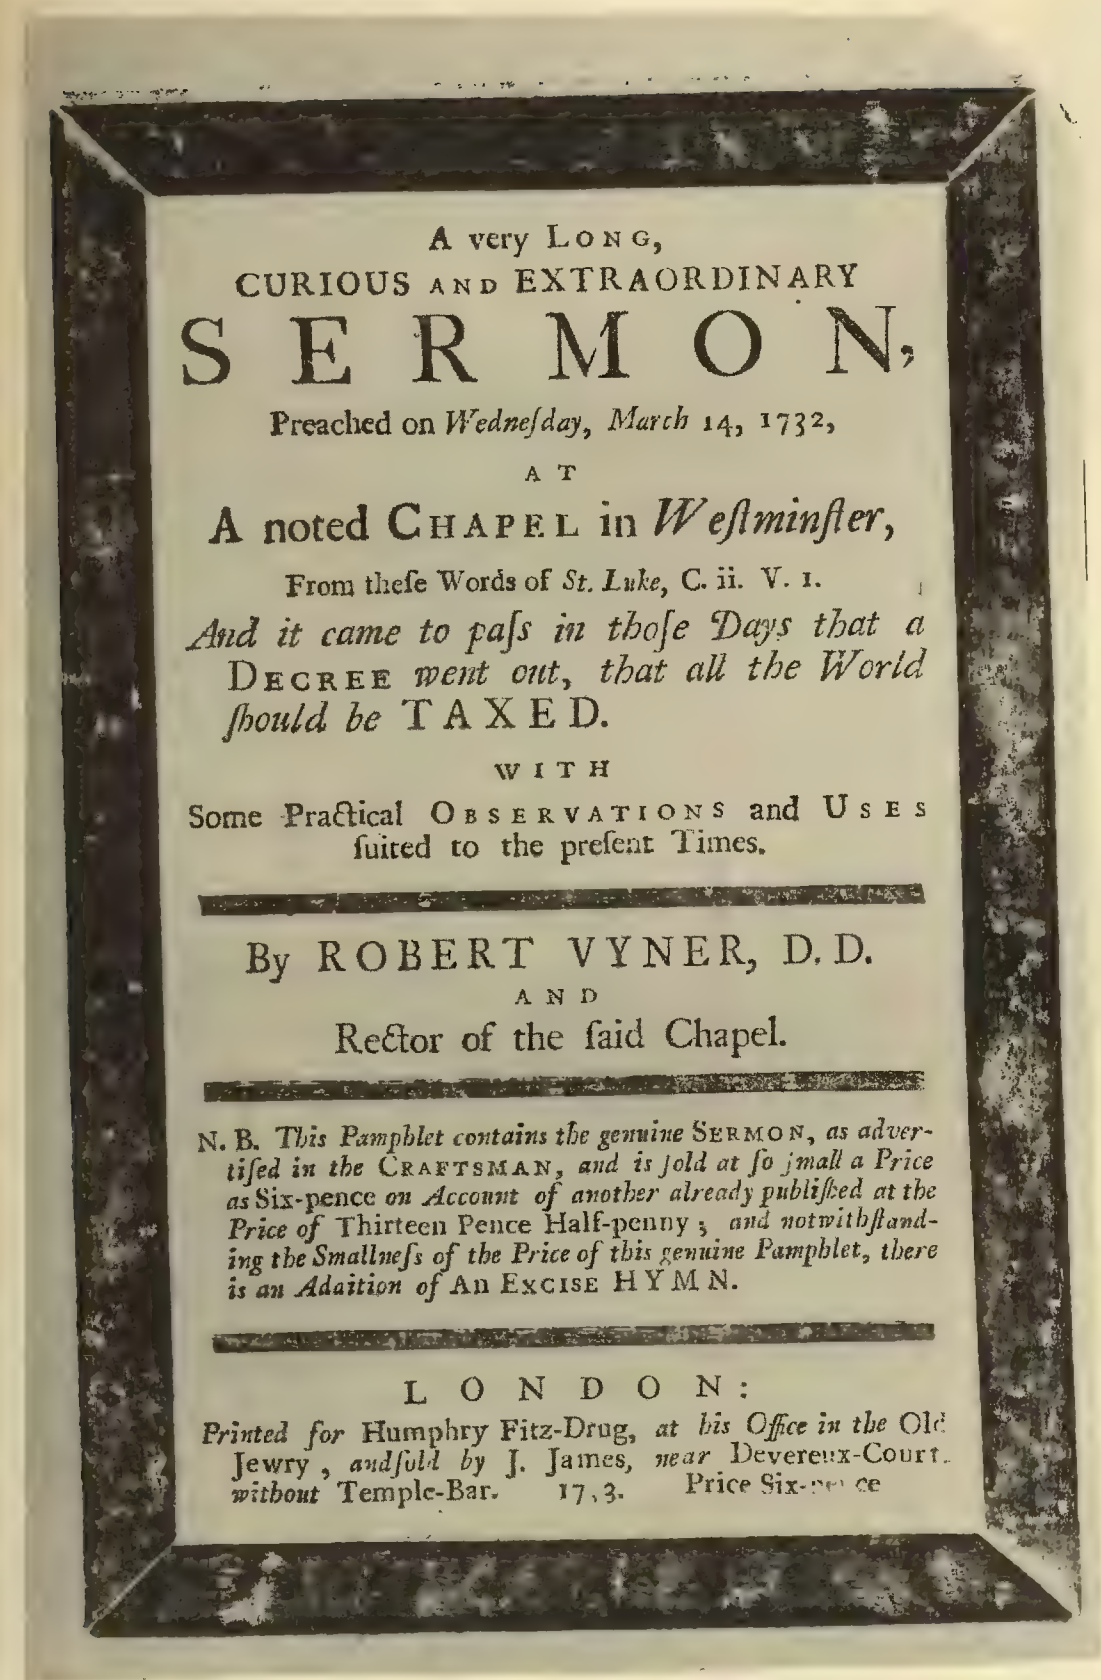 A very LONG,
CURIOUS AND EXTRAORDINARY
SERMON,
Preached on Wedneſday, March 14, 1732,
AT
A noted CHAPEL in Weſtminſter,
From theſe Words of St. Luke, C. ii. V. 1.
And it came to paſs in thoſe Days that a
DECREE went out, that all the World
ſhould be TAXED.
WITH
Some Practical OBSERVATIONS and USES
ſuited to the preſent Times.
By ROBERT VYNER, D. D.
AND
Rector of the ſaid Chapel.
N. B. This Pamphlet contains the genuine SERMON, as adver-
tiſed in the CRAFTSMAN, and is ſold at ſo ſmall a Price
as Six-pence on Account of another already publiſhed at the
Price of Thirteen Pence Half-penny; and notwithſtand-
ing the Smallneſs of the Price of this genuine Pamphlet, there
is an Addition of An EXCISE HYMN.
LONDON:
Printed for Humphry Fitz-Drug, at his Office in the Old
Jewry, and ſold by J. James, near Devereux-Court
without Temple-Bar. Price